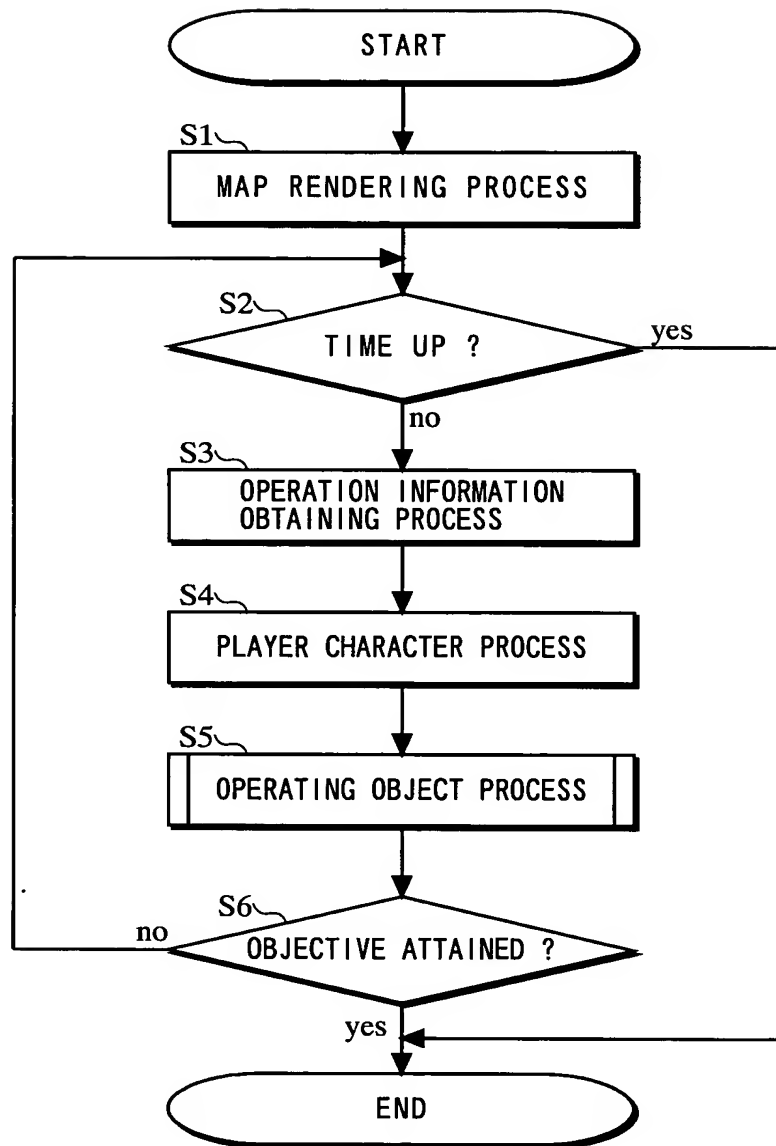 START
S1
MAP RENDERING PROCESS
S2
TIME UP ?
yes
no
S3
OPERATION INFORMATION
OBTAINING PROCESS
S4
PLAYER CHARACTER PROCESS
S5
OPERATING OBJECT PROCESS
S6
no
OBJECTIVE ATTAINED ?
yes
END